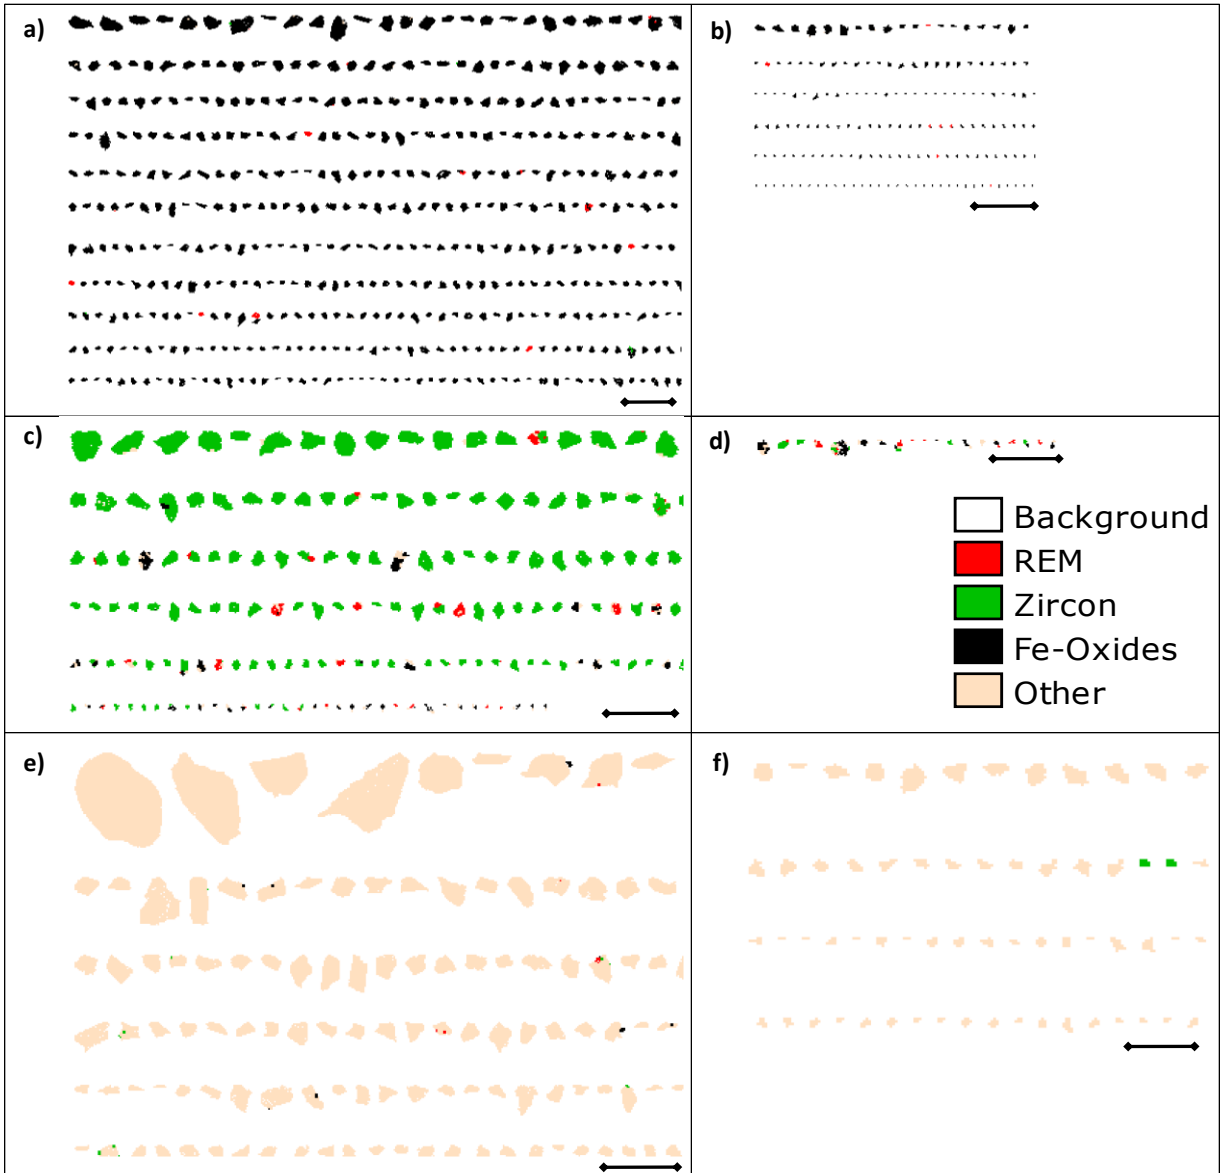 a)
b)
c)
d)
Background
REM
Zircon
Fe-Oxides
Other
e)
f)